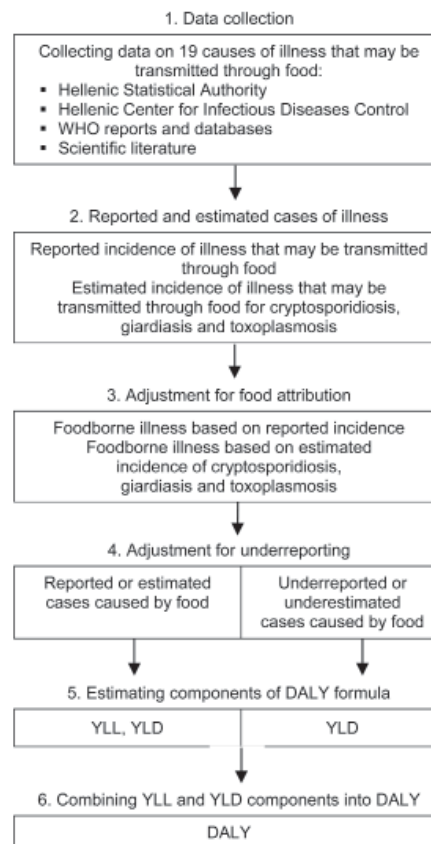 1. Data collection
Collecting data on 19 causes of illness that may be
transmitted through food:
▪ Hellenic Statistical Authority
▪ Hellenic Center for Infectious Diseases Control
▪ WHO reports and databases
▪ Scientific literature
2. Reported and estimated cases of illness
Reported incidence of illness that may be transmitted
through food
Estimated incidence of illness that may be
transmitted through food for cryptosporidiosis,
giardiasis and toxoplasmosis
3. Adjustment for food attribution
Foodborne illness based on reported incidence
Foodborne illness based on estimated
incidence of cryptosporidiosis,
giardiasis and toxoplasmosis
4. Adjustment for underreporting
Reported or estimated
cases caused by food
Underreported or
underestimated
cases caused by food
5. Estimating components of DALY formula
YLL, YLD
YLD
6. Combining YLL and YLD components into DALY
DALY